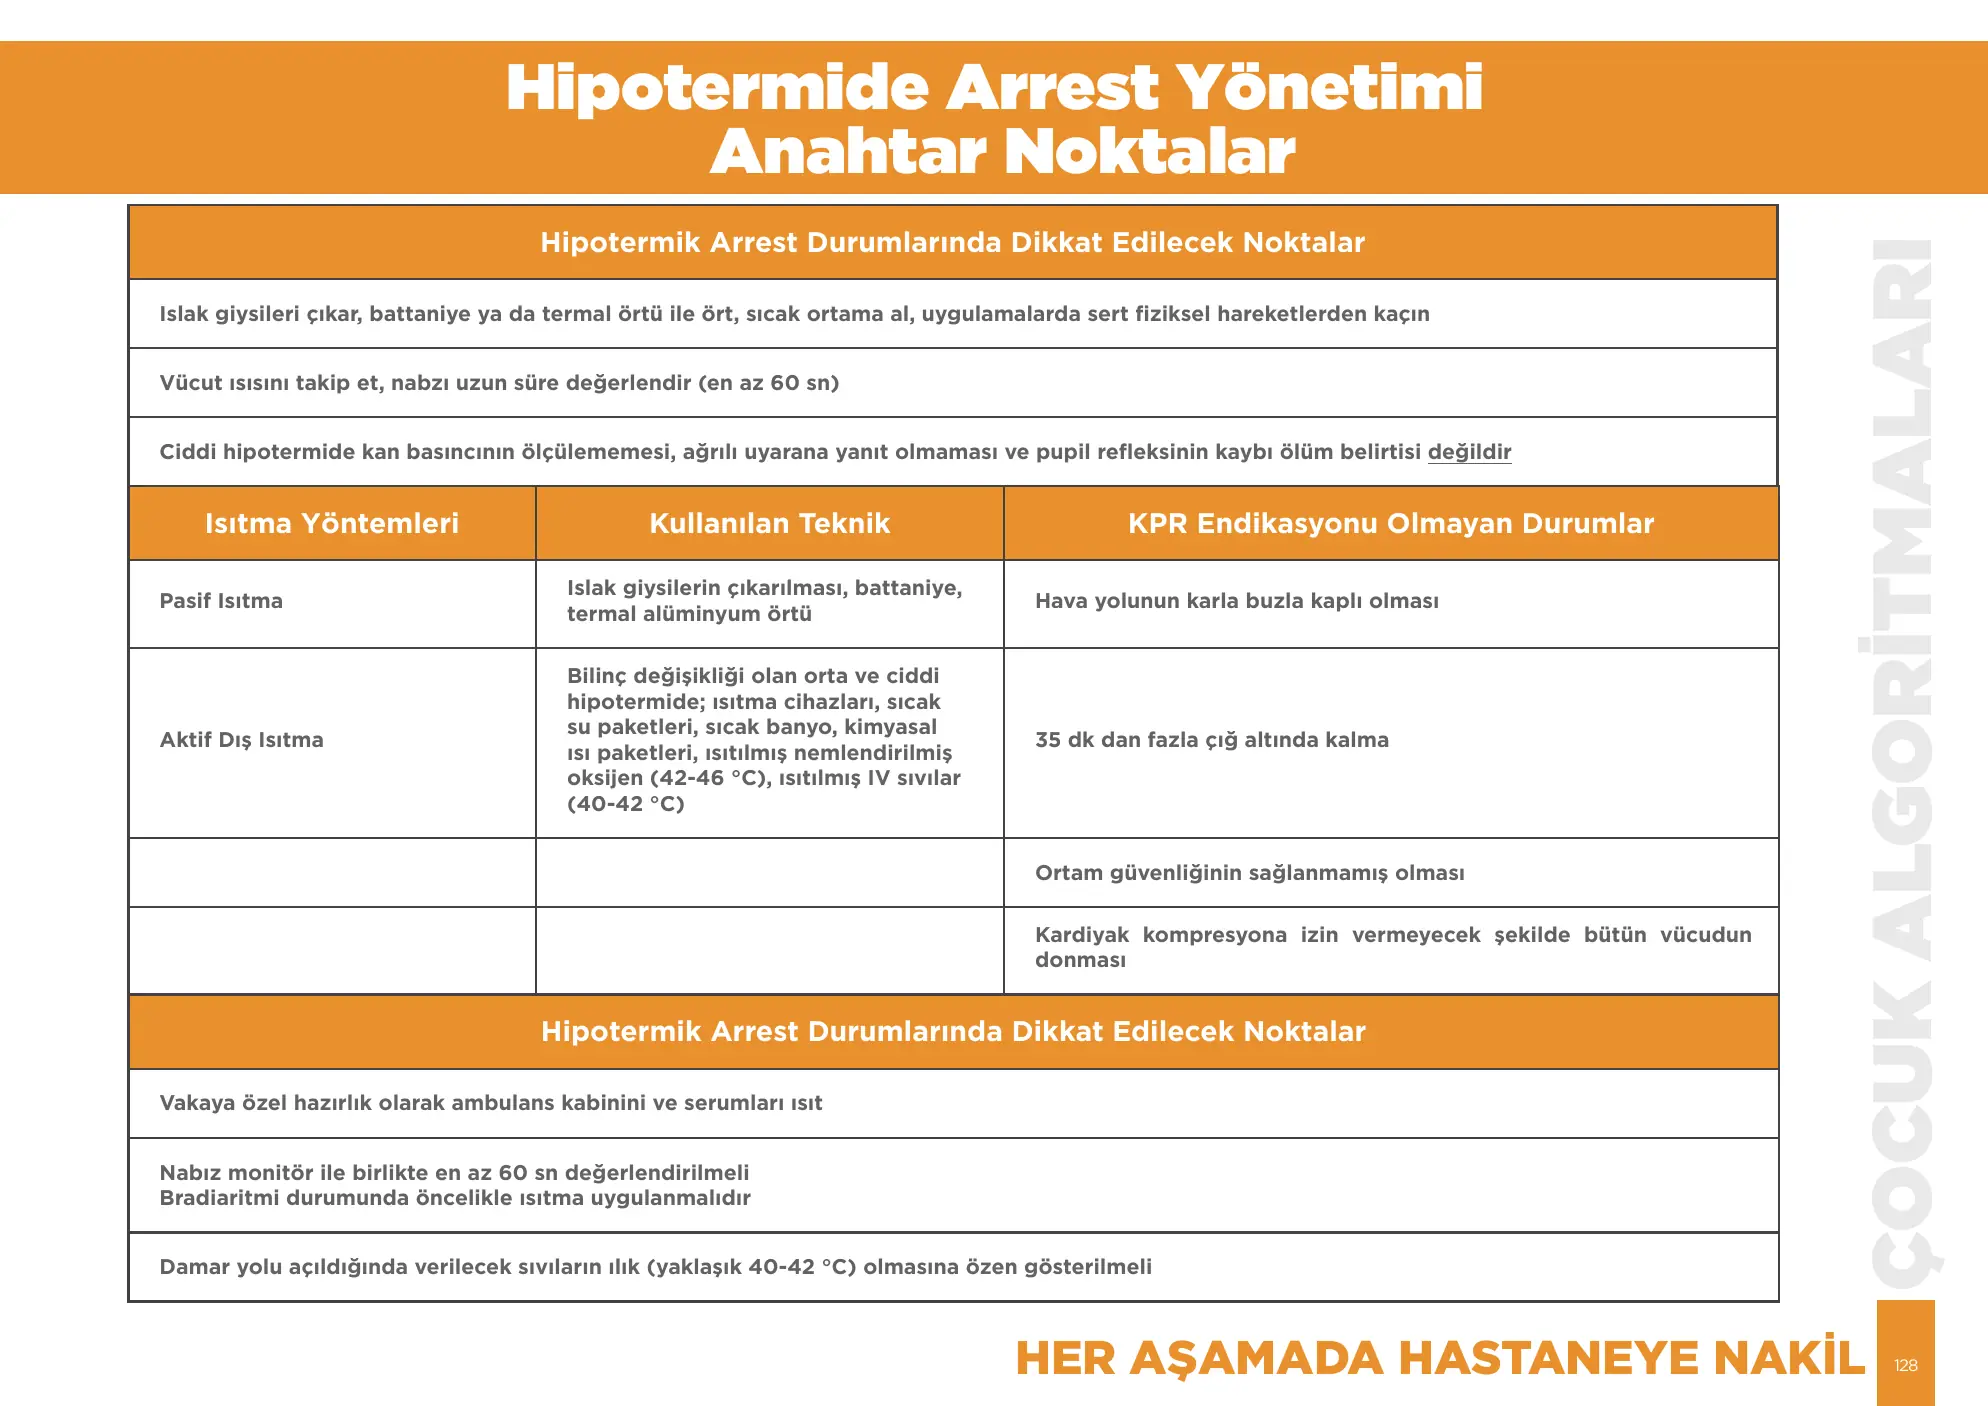 Hipotermide Arrest Yönetimi
Anahtar Noktalar
Hipotermik Arrest Durumlarında Dikkat Edilecek Noktalar
Islak giysileri çıkar, battaniye ya da termal örtü ile ört, sıcak ortama al, uygulamalarda sert fiziksel hareketlerden kaçın
Vücut ısısını takip et, nabzı uzun süre değerlendir (en az 60 sn)
Ciddi hipotermide kan basıncının ölçülememesi, ağrılı uyarana yanıt olmaması ve pupil refleksinin kaybı ölüm belirtisi değildir
Isıtma Yöntemleri
Kullanılan Teknik
KPR Endikasyonu Olmayan Durumlar
Pasif Isıtma
Islak giysilerin çıkarılması, battaniye,
termal alüminyum örtü
Hava yolunun karla buzla kaplı olması
Aktif Dış Isıtma
Bilinç değişikliği olan orta ve ciddi
hipotermide; ısıtma cihazları, sıcak
su paketleri, sıcak banyo, kimyasal
ısı paketleri, ısıtılmış nemlendirilmiş
oksijen (42-46 °C), ısıtılmış IV sıvılar
(40-42 °C)
35 dk dan fazla çığ altında kalma
Ortam güvenliğinin sağlanmamış olması
Kardiyak kompresyona izin vermeyecek şekilde bütün vücudun
donması
Hipotermik Arrest Durumlarında Dikkat Edilecek Noktalar
Vakaya özel hazırlık olarak ambulans kabinini ve serumları ısıt
Nabız monitör ile birlikte en az 60 sn değerlendirilmeli
Bradiaritmi durumunda öncelikle ısıtma uygulanmalıdır
Damar yolu açıldığında verilecek sıvıların ılık (yaklaşık 40-42 °C) olmasına özen gösterilmeli
ÇOCUK ALGORİTMALARI
HER AŞAMADA HASTANEYE NAKİL
128